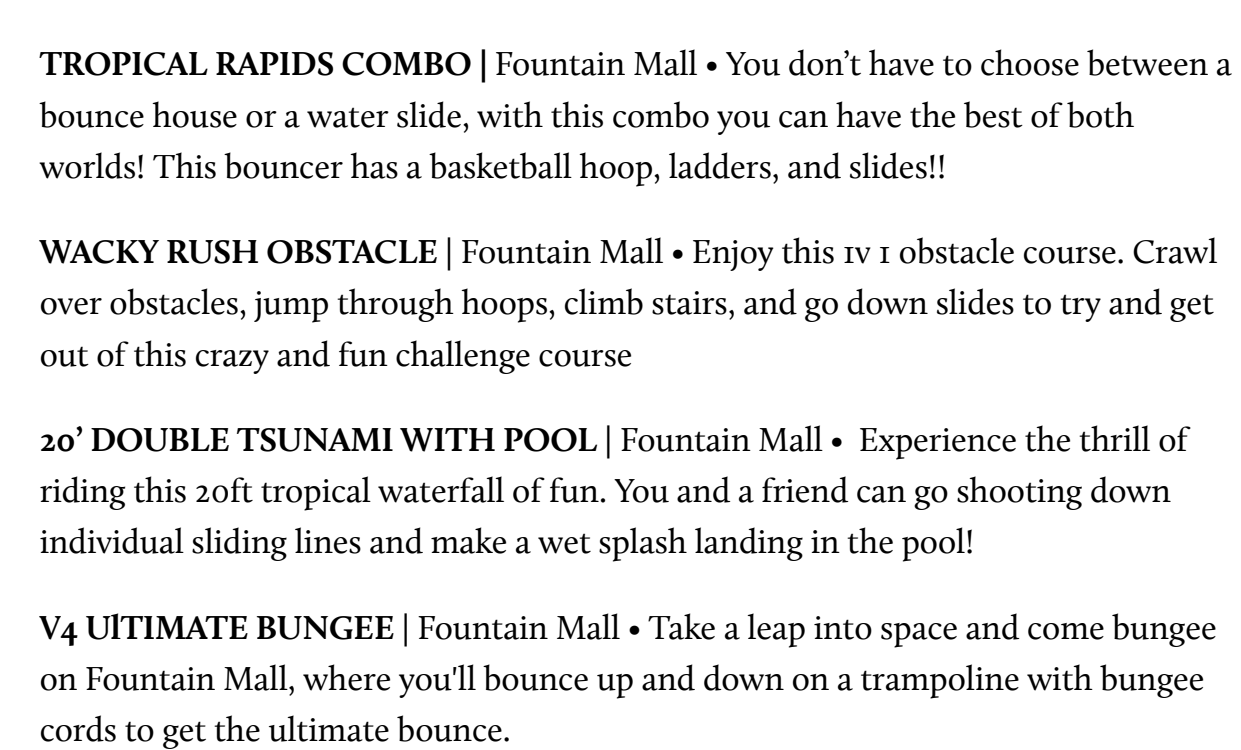 TROPICAL RAPIDS COMBO | Fountain Mall • You don’t have to choose between a
bounce house or a water slide, with this combo you can have the best of both
worlds! This bouncer has a basketball hoop, ladders, and slides!!
WACKY RUSH OBSTACLE | Fountain Mall • Enjoy this 1v 1 obstacle course. Crawl
over obstacles, jump through hoops, climb stairs, and go down slides to try and get
out of this crazy and fun challenge course
20’ DOUBLE TSUNAMI WITH POOL | Fountain Mall •  Experience the thrill of
riding this 20ft tropical waterfall of fun. You and a friend can go shooting down
individual sliding lines and make a wet splash landing in the pool!
V4 UlTIMATE BUNGEE | Fountain Mall • Take a leap into space and come bungee
on Fountain Mall, where you'll bounce up and down on a trampoline with bungee
cords to get the ultimate bounce.